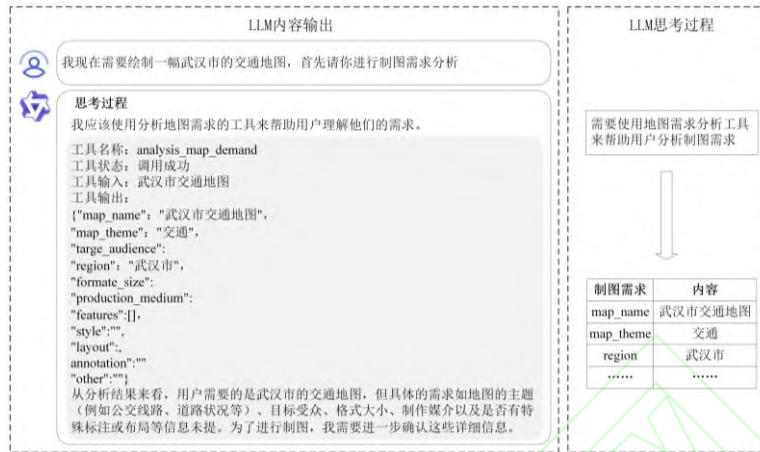 LLM内容输出
我现在需要绘制一幅武汉市的交通地图，首先请你进行制图需求分析
思考过程
我应该使用分析地图需求的工具来帮助用户理解他们的需求。
工具名称：analysis_map_demand
工具状态：调用成功
工具输入：武汉市交通地图
工具输出：
{"map_name"："武汉市交通地图"，
"map_theme"："交通"，
"targe_audience":
"region"："武汉市"，
"formate_size":
"production_medium":
"features":[]，
"style":"",
"layout":,
annotation":""
"other":""}
从分析结果来看，用户需要的是武汉市的交通地图，但具体的需求如地图的主题
（例如公交线路、道路状况等）、目标受众、格式大小、制作媒介以及是否有特
殊标注或布局等信息未提。为了进行制图，我需要进一步确认这些详细信息。
LLM思考过程
需要使用地图需求分析工具
来帮助用户分析制图需求
制图需求 内容
map_name 武汉市交通地图
map_theme 交通
region 武汉市
…… ……